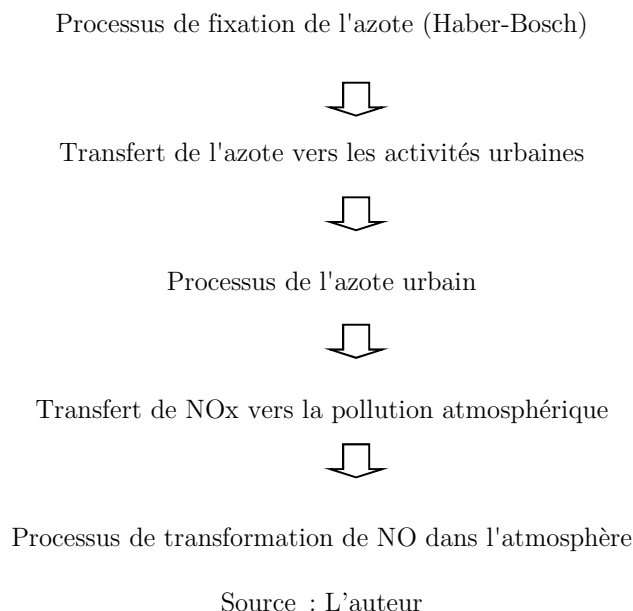 Processus de fixation de l'azote (Haber-Bosch)
Transfert de l'azote vers les activités urbaines
Processus de l'azote urbain
Transfert de NOx vers la pollution atmosphérique
Processus de transformation de NO dans l'atmosphère
Source : L'auteur